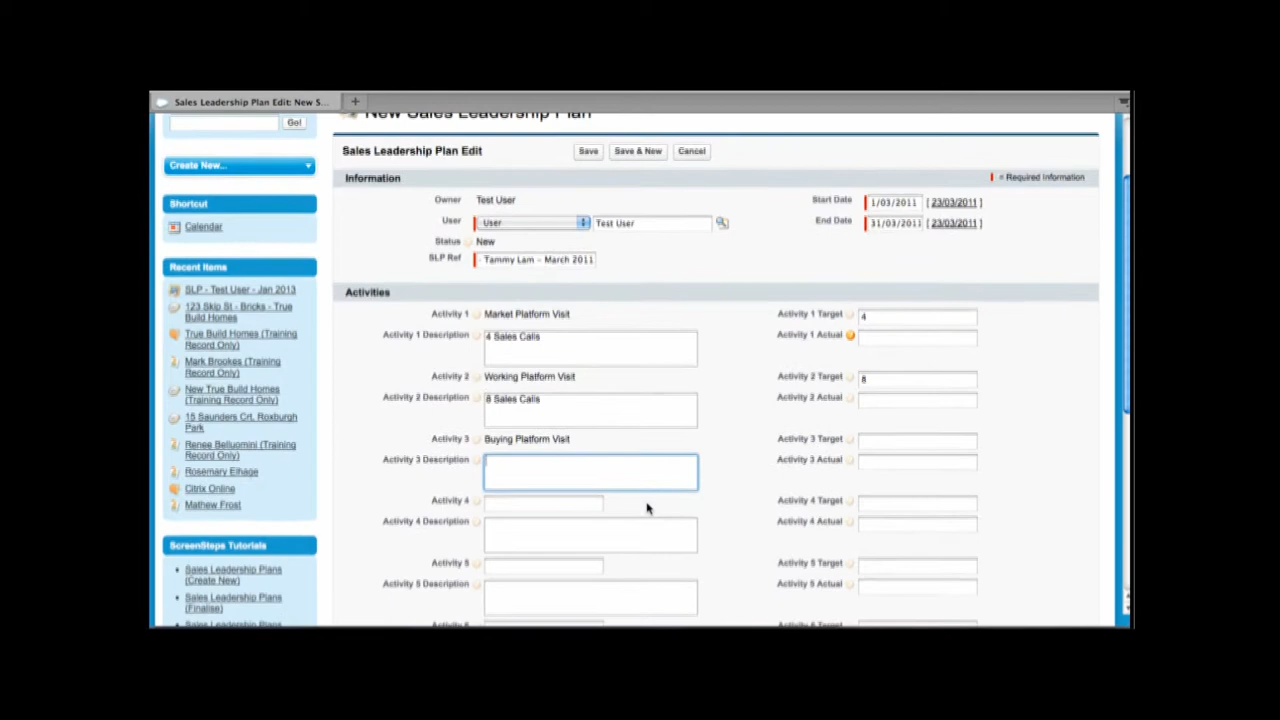 Sales Leadership Plan Edit: New S...
New Sales Leadership Plan
Go!
Create New...
Shortcut
Calendar
Recent Items
SLP - Test User - Jan 2013
123 Skip St - Bricks - True
Build Homes
True Build Homes (Training
Record Only)
Mark Brookes (Training
Record Only)
New True Build Homes
(Training Record Only)
15 Saunders Crt, Roxburgh
Park
Renee Belluomini (Training
Record Only)
Rosemary Elhage
Citrix Online
Mathew Frost
ScreenSteps Tutorials
Sales Leadership Plans
(Create New)
Sales Leadership Plans
(Finalise)
Sales Leadership Plans
Sales Leadership Plan Edit Save Save & New Cancel
Information = Required Information
Owner Test User Start Date 1/03/2011 [ 23/03/2011 ]
User User Test User End Date 31/03/2011 [ 23/03/2011 ]
Status New
SLP Ref - Tammy Lam - March 2011
Activities
Activity 1 Market Platform Visit Activity 1 Target 4
Activity 1 Description 4 Sales Calls Activity 1 Actual
Activity 2 Working Platform Visit Activity 2 Target 8
Activity 2 Description 8 Sales Calls Activity 2 Actual
Activity 3 Buying Platform Visit Activity 3 Target
Activity 3 Description Activity 3 Actual
Activity 4 Activity 4 Target
Activity 4 Description Activity 4 Actual
Activity 5 Activity 5 Target
Activity 5 Description Activity 5 Actual
Activity 6 Activity 6 Target